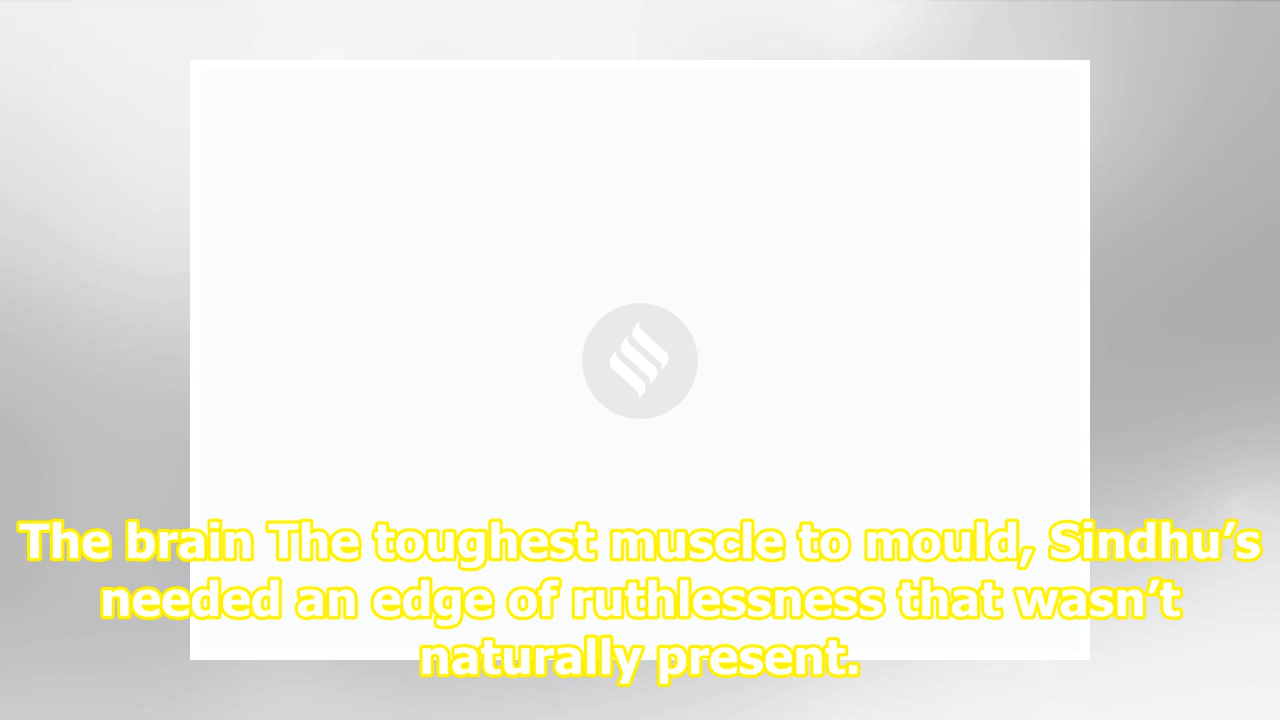 The brain The toughest muscle to mould, Sindhu’s
needed an edge of ruthlessness that wasn’t
naturally present.